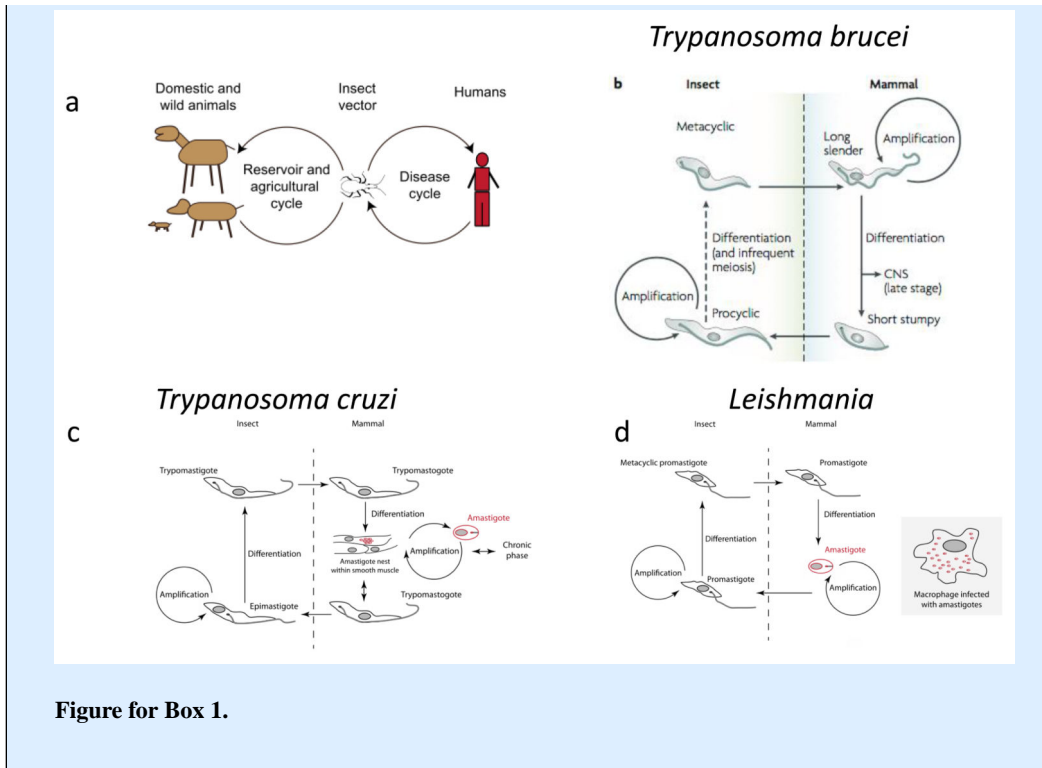 Trypanosoma brucei
a
Domestic and
wild animals
Insect
vector
Humans
Reservoir and
agricultural
cycle
Disease
cycle
b
Insect
Mammal
Metacyclic
Long
slender
Amplification
Differentiation
(and infrequent
meiosis)
Differentiation
CNS
(late stage)
Amplification
Procyclic
Short stumpy
Trypanosoma cruzi
c
Insect
Mammal
Trypomastigote
Trypomastogote
Differentiation
Amastigote
Amplification
Chronic
phase
Amastigote nest
within smooth muscle
Differentiation
Amplification
Epimastigote
Trypomastogote
Leishmania
d
Insect
Mammal
Metacyclic promastigote
Promastigote
Differentiation
Differentiation
Amastigote
Amplification
Promastigote
Amplification
Macrophage infected
with amastigotes
Figure for Box 1.